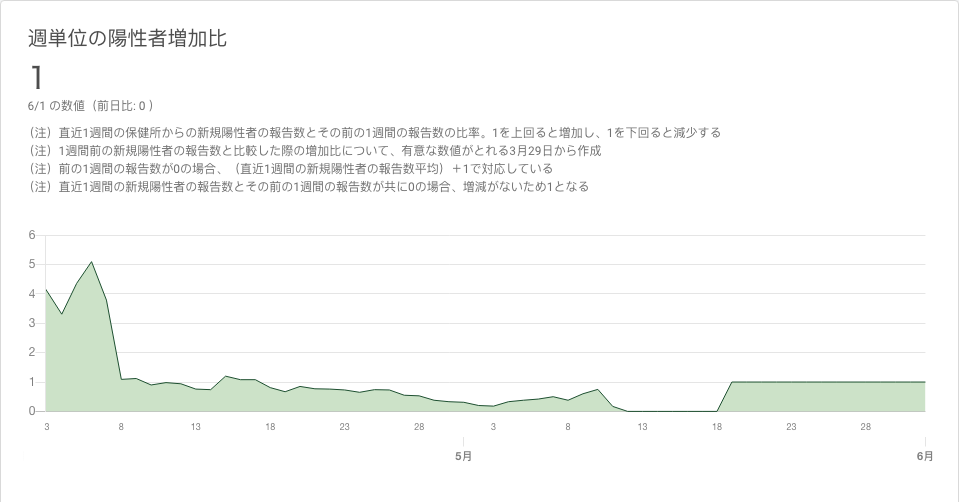 週単位の陽性者増加比
1
6/1 の数値（前日比: 0 ）
（注）直近1週間の保健所からの新規陽性者の報告数とその前の1週間の報告数の比率。1を上回ると増加し、1を下回ると減少する
（注）1週間前の新規陽性者の報告数と比較した際の増加比について、有意な数値がとれる3月29日から作成
（注）前の1週間の報告数が0の場合、（直近1週間の新規陽性者の報告数平均）＋1で対応している
（注）直近1週間の新規陽性者の報告数とその前の1週間の報告数が共に0の場合、増減がないため1となる
6
5
4
3
2
1
0
3 8 13 18 23 28 3 8 13 18 23 28
5月 6月